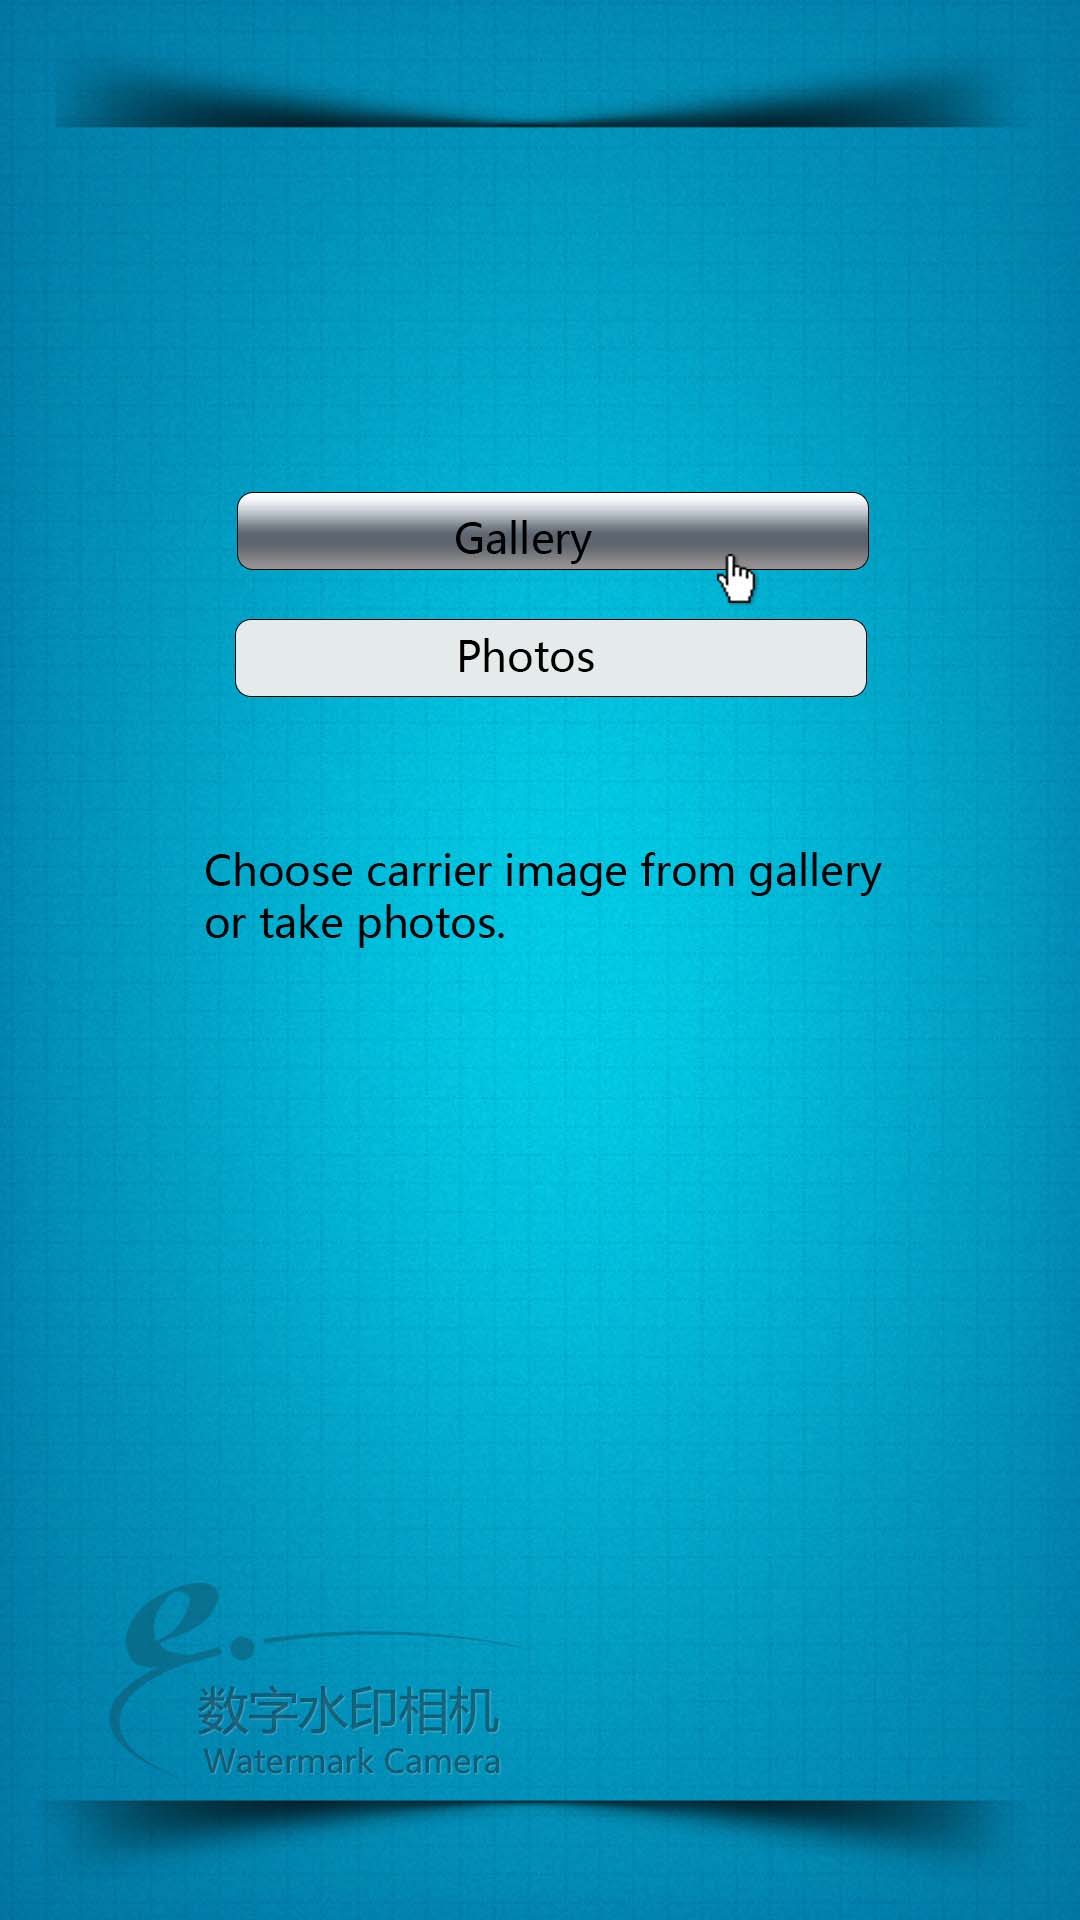 Gallery
Photos
Choose carrier image from gallery
or take photos.
e.
数字水印相机
Watermark Camera